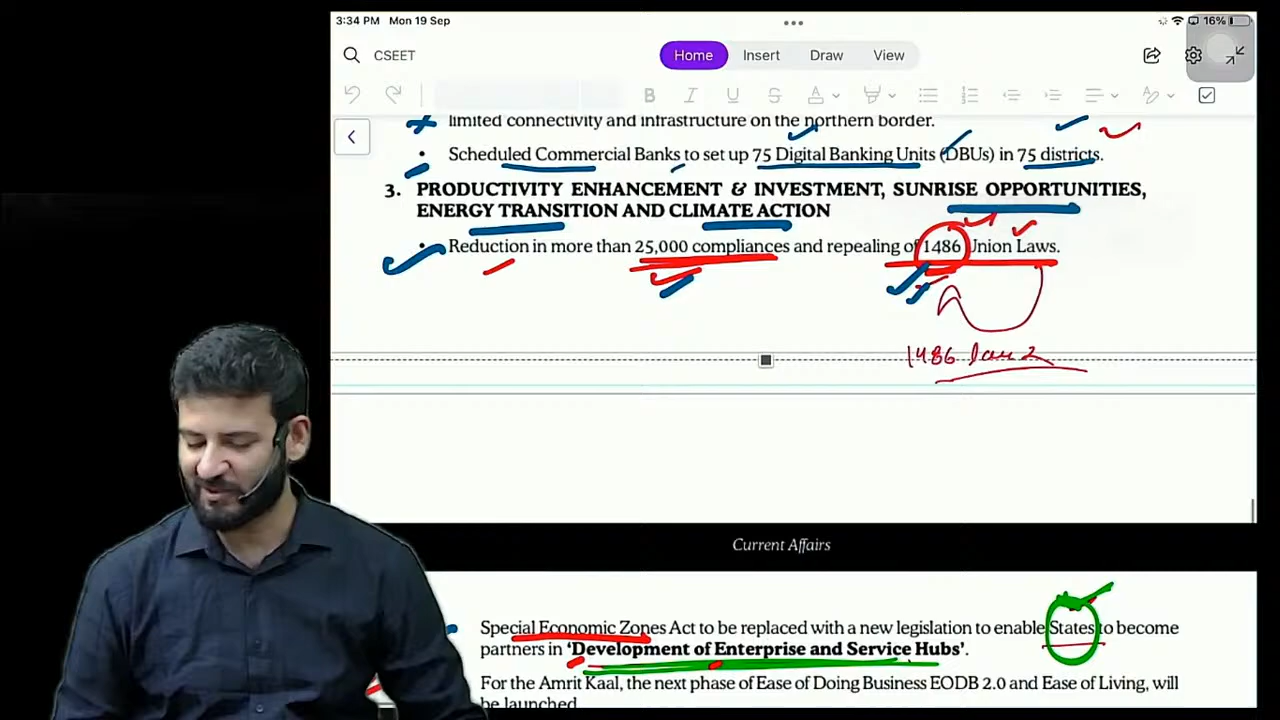 3:34 PM Mon 19 Sep
16%
CSEET
Home Insert Draw View
limited connectivity and infrastructure on the northern border.
• Scheduled Commercial Banks to set up 75 Digital Banking Units (DBUs) in 75 districts.
3. PRODUCTIVITY ENHANCEMENT & INVESTMENT, SUNRISE OPPORTUNITIES,
ENERGY TRANSITION AND CLIMATE ACTION
• Reduction in more than 25,000 compliances and repealing of 1486 Union Laws.
1486
Current Affairs
Special Economic Zones Act to be replaced with a new legislation to enable States to become
partners in ‘Development of Enterprise and Service Hubs’.
For the Amrit Kaal, the next phase of Ease of Doing Business EODB 2.0 and Ease of Living, will
be launched